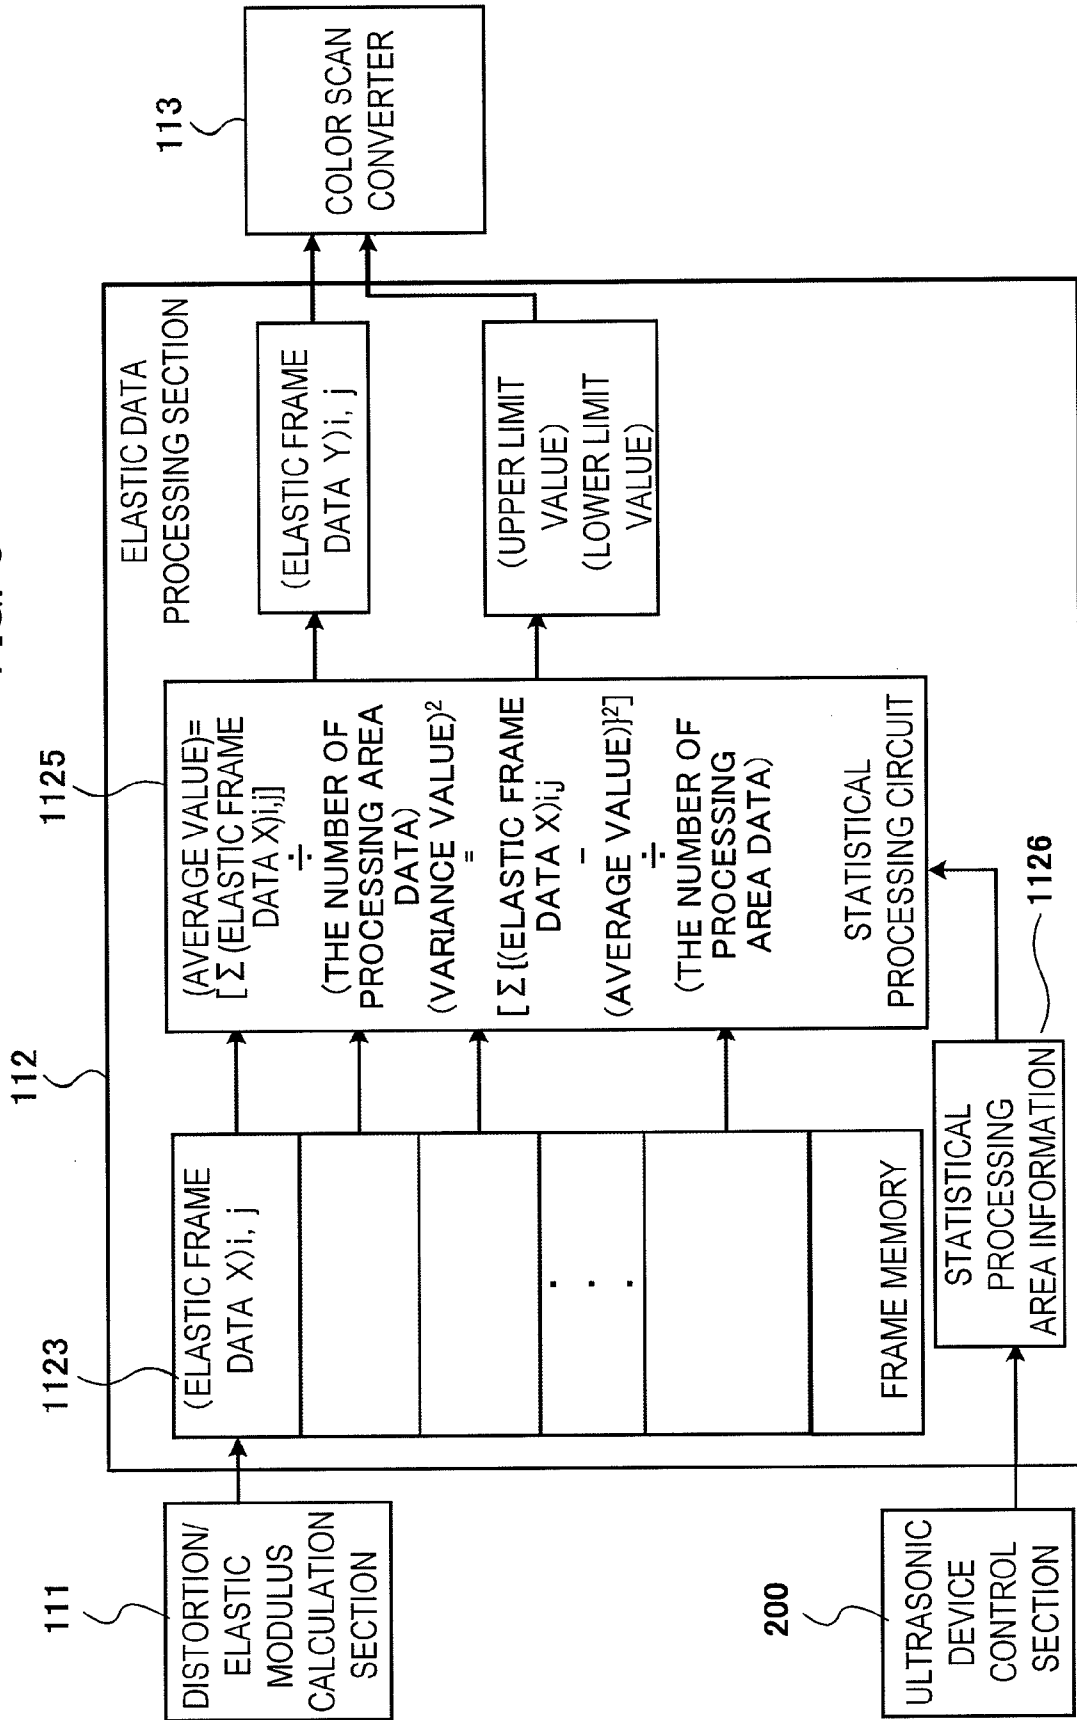 112
ELASTIC DATA
PROCESSING SECTION
111
DISTORTION/
ELASTIC
MODULUS
CALCULATION
SECTION
1123
(ELASTIC FRAME
DATA X)i, j
. . .
FRAME MEMORY
1125
(AVERAGE VALUE)=
[Σ(ELASTIC FRAME
DATA X)i,j]
÷
(THE NUMBER OF
PROCESSING AREA
DATA)
(VARIANCE VALUE)²
=
[Σ{(ELASTIC FRAME
DATA X)i,j
-
(AVERAGE VALUE)}²]
÷
(THE NUMBER OF
PROCESSING
AREA DATA)
STATISTICAL
PROCESSING CIRCUIT
(ELASTIC FRAME
DATA Y)i, j
(UPPER LIMIT
VALUE)
(LOWER LIMIT
VALUE)
113
COLOR SCAN
CONVERTER
200
ULTRASONIC
DEVICE
CONTROL
SECTION
1126
STATISTICAL
PROCESSING
AREA INFORMATION